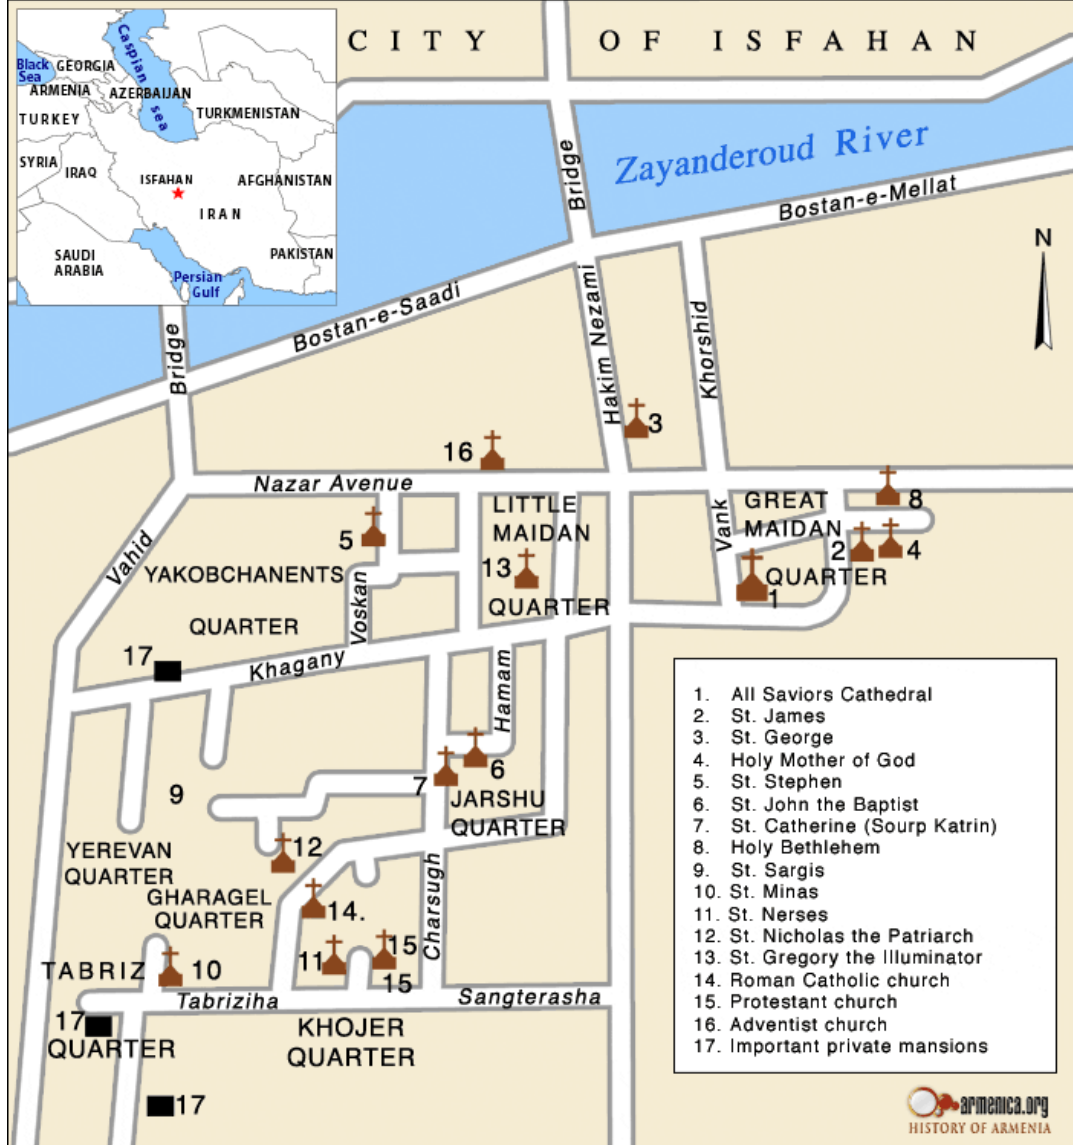 CITY OF ISFAHAN
Black
Sea
GEORGIA
Caspian sea
ARMENIA
AZERBAIJAN
TURKEY
TURKMENISTAN
SYRIA
IRAQ
ISFAHAN
AFGHANISTAN
IRAN
SAUDI
ARABIA
PAKISTAN
Persian
Gulf
Zayanderoud River
Bridge
Bostan-e-Mellat
N
Bostan-e-Saadi
Bridge
Hakim Nezami
Khorshid
3
16
Nazar Avenue
LITTLE
MAIDAN
QUARTER
13
GREAT
MAIDAN
QUARTER
Vank
8
2
4
1
5
Vahid
YAKOBCHANENTS
QUARTER
Voskan
17
Khagany
Hamam
6
7
9
JARSHU
QUARTER
YEREVAN
QUARTER
12
GHARAGEL
QUARTER
14.
Charsugh
11
15
15
TABRIZ
10
Tabriziha
Sangterasha
17
QUARTER
KHOJER
QUARTER
17
1. All Saviors Cathedral
2. St. James
3. St. George
4. Holy Mother of God
5. St. Stephen
6. St. John the Baptist
7. St. Catherine (Sourp Katrin)
8. Holy Bethlehem
9. St. Sargis
10. St. Minas
11. St. Nerses
12. St. Nicholas the Patriarch
13. St. Gregory the Illuminator
14. Roman Catholic church
15. Protestant church
16. Adventist church
17. Important private mansions
armenica.org
HISTORY OF ARMENIA